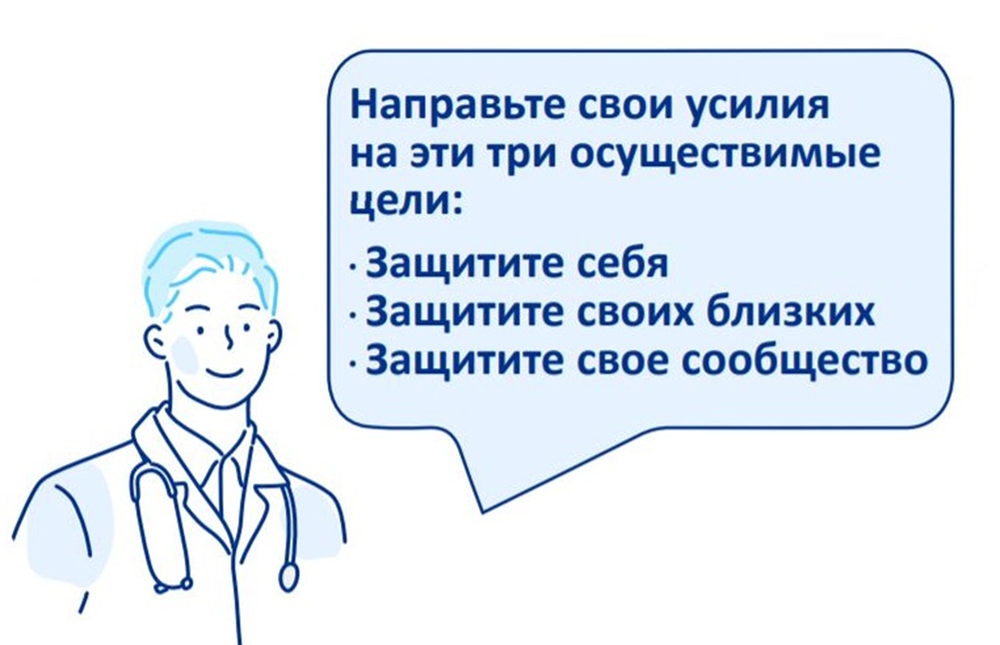 Направьте свои усилия
на эти три осуществимые
цели:
· Защитите себя
· Защитите своих близких
· Защитите свое сообщество